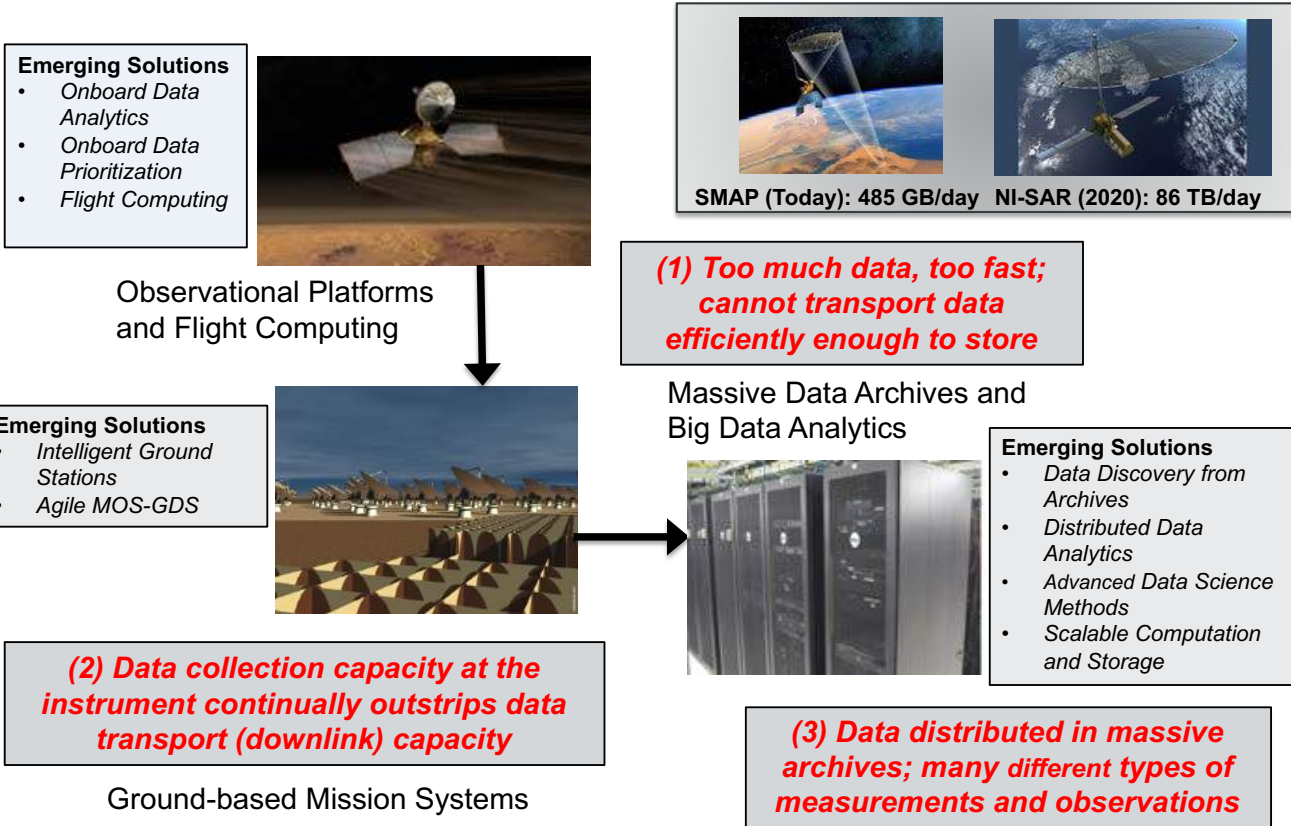 Emerging Solutions
• Onboard Data
Analytics
• Onboard Data
Prioritization
• Flight Computing
SMAP (Today): 485 GB/day NI-SAR (2020): 86 TB/day
Observational Platforms
and Flight Computing
(1) Too much data, too fast;
cannot transport data
efficiently enough to store
Emerging Solutions
• Intelligent Ground
Stations
• Agile MOS-GDS
Massive Data Archives and
Big Data Analytics
Emerging Solutions
• Data Discovery from
Archives
• Distributed Data
Analytics
• Advanced Data Science
Methods
• Scalable Computation
and Storage
(2) Data collection capacity at the
instrument continually outstrips data
transport (downlink) capacity
Ground-based Mission Systems
(3) Data distributed in massive
archives; many different types of
measurements and observations